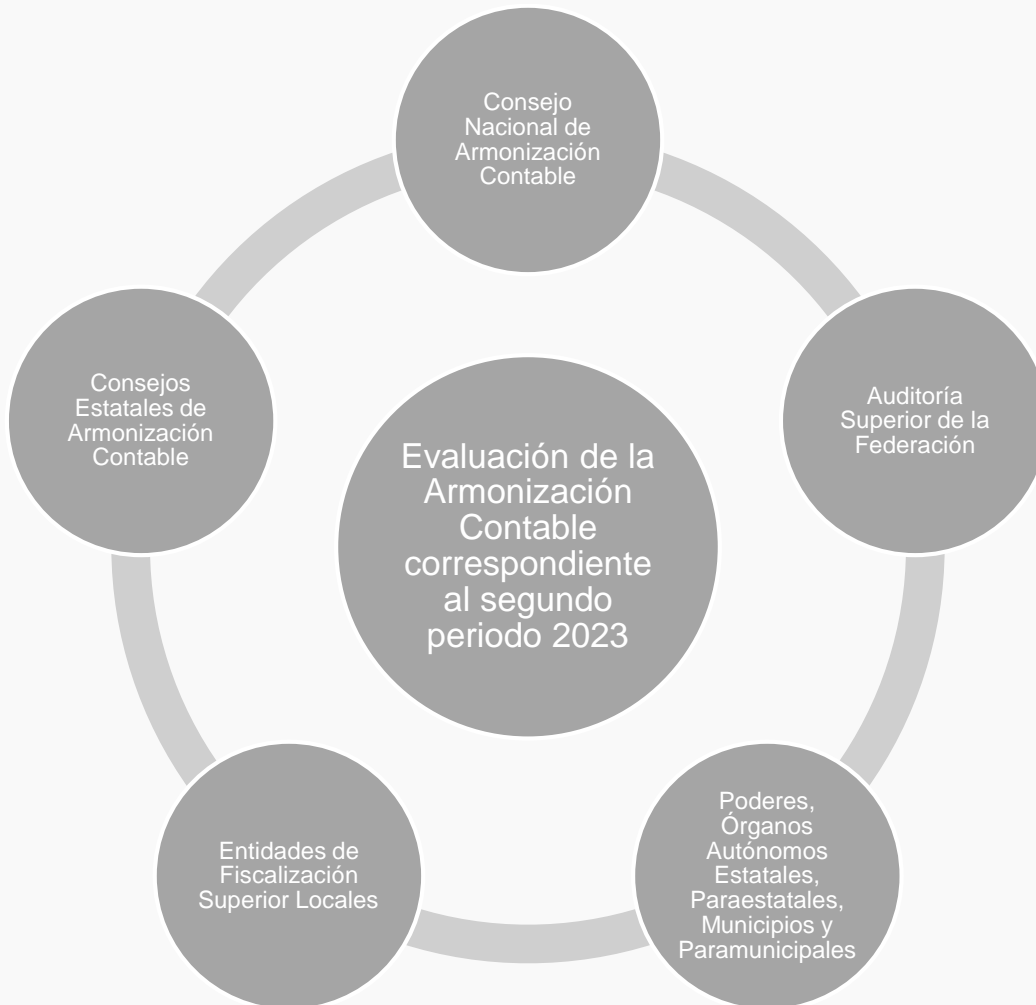 Consejo
Nacional de
Armonización
Contable
Auditoría
Superior de la
Federación
Poderes,
Órganos
Autónomos
Estatales,
Paraestatales,
Municipios y
Paramunicipales
Entidades de
Fiscalización
Superior Locales
Consejos
Estatales de
Armonización
Contable
Evaluación de la
Armonización
Contable
correspondiente
al segundo
periodo 2023